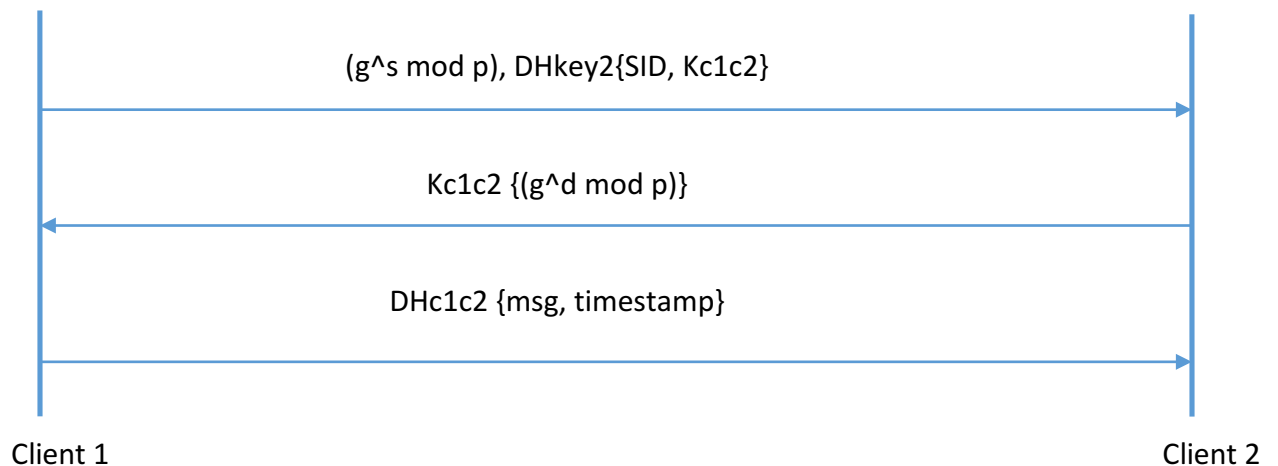 (g^s mod p), DHkey2{SID, Kc1c2}
Kc1c2 {(g^d mod p)}
DHc1c2 {msg, timestamp}
Client 1
Client 2